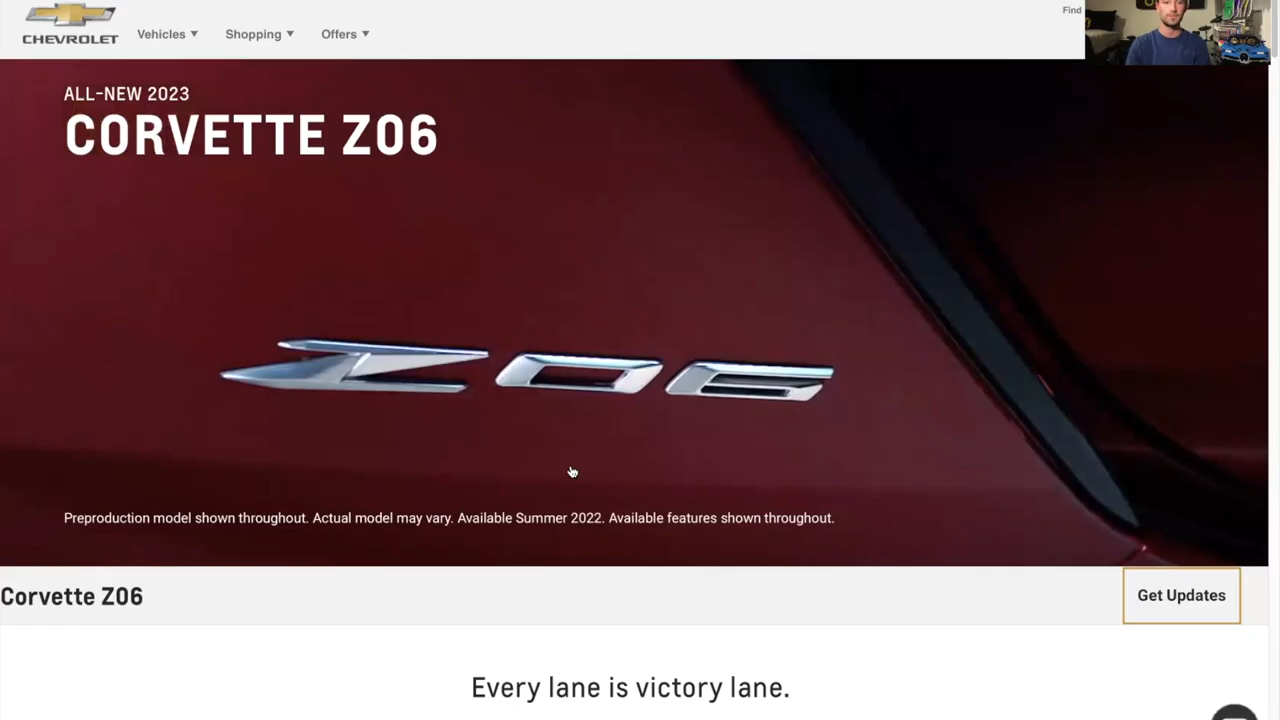 CHEVROLET
Vehicles
Shopping
Offers
Find
ALL-NEW 2023
CORVETTE Z06
Z06
Preproduction model shown throughout. Actual model may vary. Available Summer 2022. Available features shown throughout.
Corvette Z06
Get Updates
Every lane is victory lane.